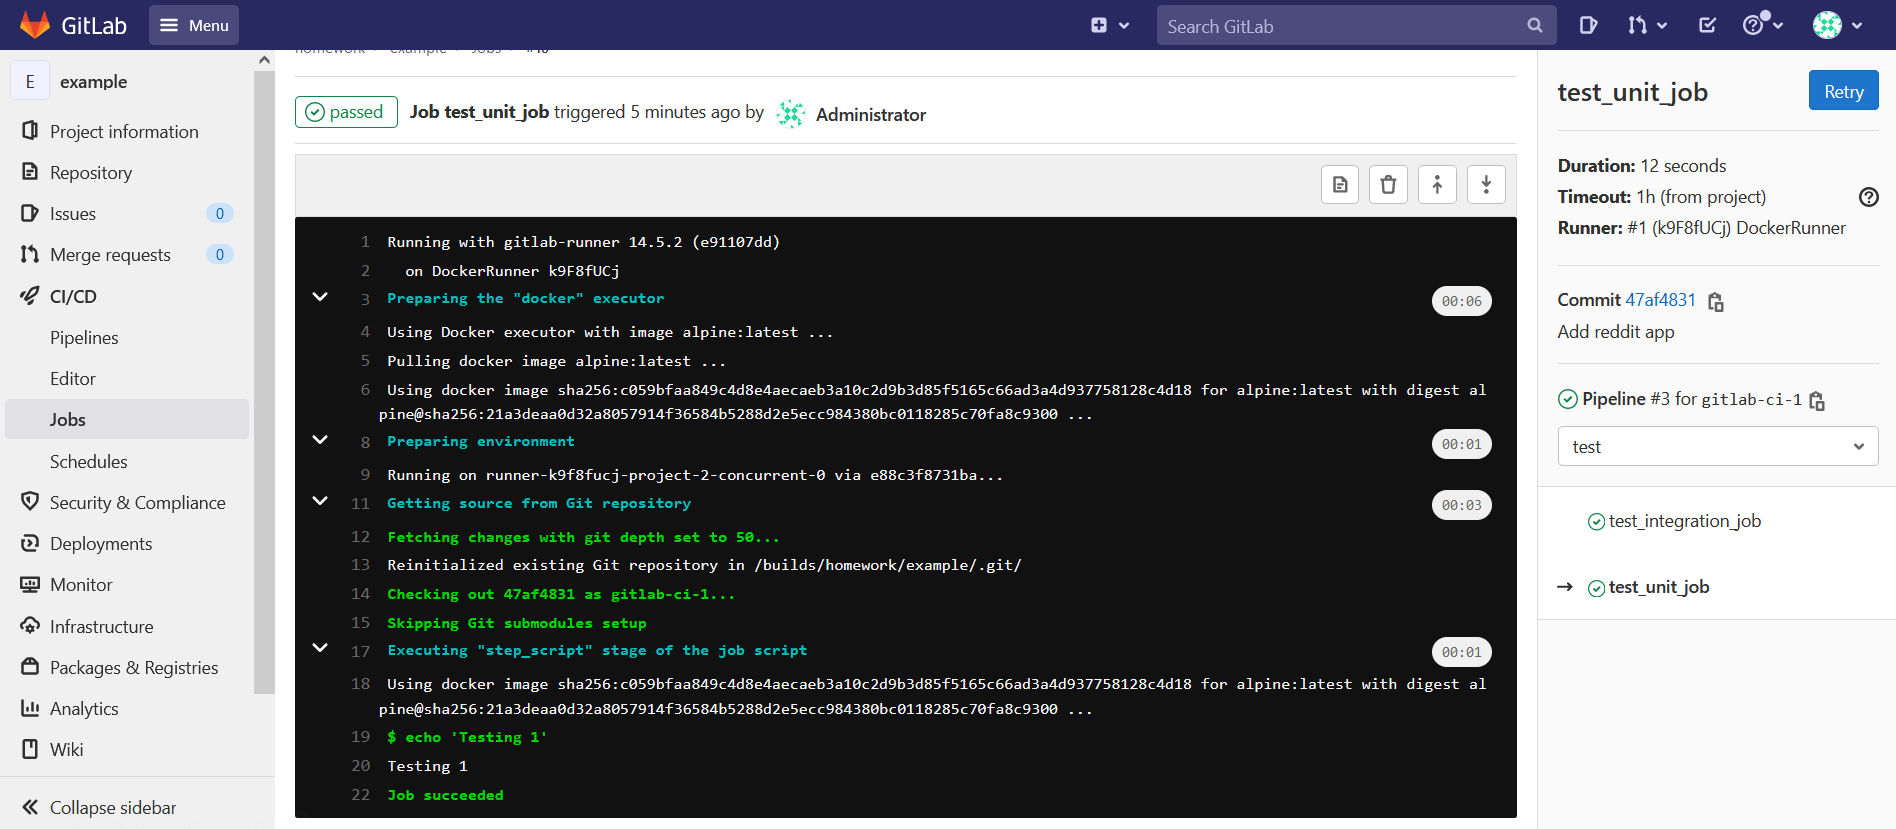 GitLab
Menu
Search GitLab
E example
Project information
Repository
Issues 0
Merge requests 0
CI/CD
Pipelines
Editor
Jobs
Schedules
Security & Compliance
Deployments
Monitor
Infrastructure
Packages & Registries
Analytics
Wiki
Collapse sidebar
passed Job test_unit_job triggered 5 minutes ago by Administrator
1 Running with gitlab-runner 14.5.2 (e91107dd)
2 on DockerRunner k9F8fUCj
3 Preparing the "docker" executor 00:06
4 Using Docker executor with image alpine:latest ...
5 Pulling docker image alpine:latest ...
6 Using docker image sha256:c059bfaa849c4d8e4aecaeb3a10c2d9b3d85f5165c66ad3a4d937758128c4d18 for alpine:latest with digest al
pine@sha256:21a3deaa0d32a8057914f36584b5288d2e5ecc984380bc0118285c70fa8c9300 ...
8 Preparing environment 00:01
9 Running on runner-k9f8fucj-project-2-concurrent-0 via e88c3f8731ba...
11 Getting source from Git repository 00:03
12 Fetching changes with git depth set to 50...
13 Reinitialized existing Git repository in /builds/homework/example/.git/
14 Checking out 47af4831 as gitlab-ci-1...
15 Skipping Git submodules setup
17 Executing "step_script" stage of the job script 00:01
18 Using docker image sha256:c059bfaa849c4d8e4aecaeb3a10c2d9b3d85f5165c66ad3a4d937758128c4d18 for alpine:latest with digest al
pine@sha256:21a3deaa0d32a8057914f36584b5288d2e5ecc984380bc0118285c70fa8c9300 ...
19 $ echo 'Testing 1'
20 Testing 1
22 Job succeeded
test_unit_job
Retry
Duration: 12 seconds
Timeout: 1h (from project)
Runner: #1 (k9F8fUCj) DockerRunner
Commit 47af4831
Add reddit app
Pipeline #3 for gitlab-ci-1
test
test_integration_job
→ test_unit_job